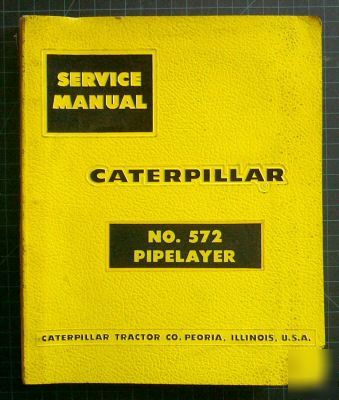 SERVICE
MANUAL
CATERPILLAR
NO. 572
PIPELAYER
CATERPILLAR TRACTOR CO. PEORIA, ILLINOIS, U.S.A.